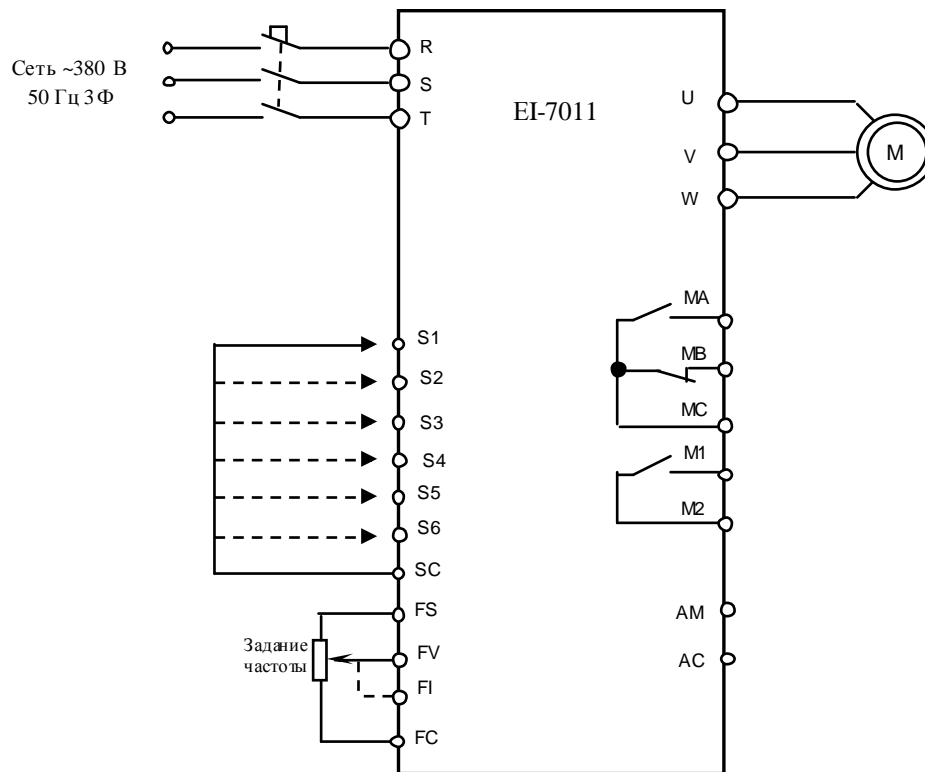 Сеть ~380 В
50 Гц 3Ф
R
S
T
EI-7011
U
V
W
M
MA
MB
MC
M1
M2
AM
AC
S1
S2
S3
S4
S5
S6
SC
FS
FV
FI
FC
Задание
частоты